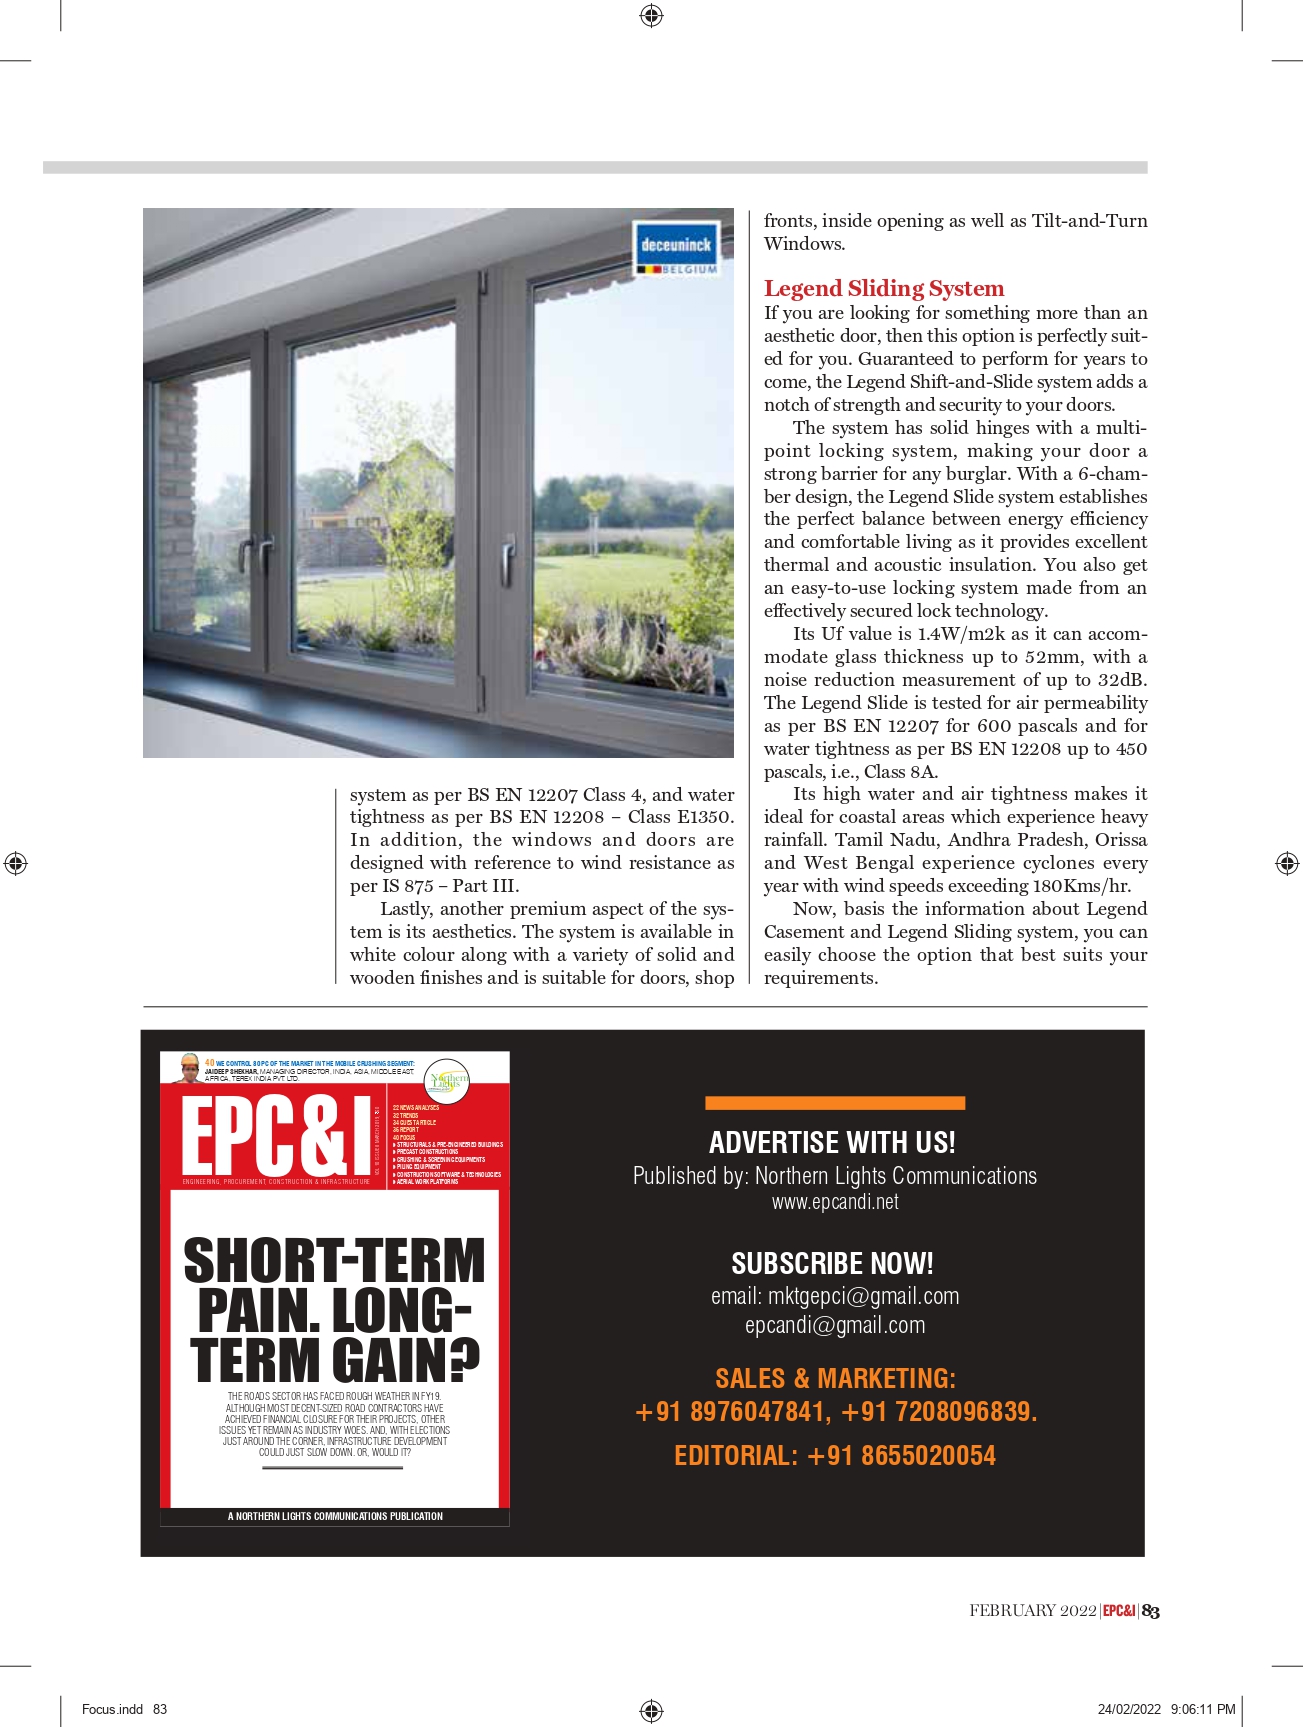 deceuninck
BELGIUM
system as per BS EN 12207 Class 4, and water
tightness as per BS EN 12208 – Class E1350.
In addition, the windows and doors are
designed with reference to wind resistance as
per IS 875 – Part III.
Lastly, another premium aspect of the sys-
tem is its aesthetics. The system is available in
white colour along with a variety of solid and
wooden finishes and is suitable for doors, shop
fronts, inside opening as well as Tilt-and-Turn
Windows.
Legend Sliding System
If you are looking for something more than an
aesthetic door, then this option is perfectly suit-
ed for you. Guaranteed to perform for years to
come, the Legend Shift-and-Slide system adds a
notch of strength and security to your doors.
The system has solid hinges with a multi-
point locking system, making your door a
strong barrier for any burglar. With a 6-cham-
ber design, the Legend Slide system establishes
the perfect balance between energy efficiency
and comfortable living as it provides excellent
thermal and acoustic insulation. You also get
an easy-to-use locking system made from an
effectively secured lock technology.
Its Uf value is 1.4W/m2k as it can accom-
modate glass thickness up to 52mm, with a
noise reduction measurement of up to 32dB.
The Legend Slide is tested for air permeability
as per BS EN 12207 for 600 pascals and for
water tightness as per BS EN 12208 up to 450
pascals, i.e., Class 8A.
Its high water and air tightness makes it
ideal for coastal areas which experience heavy
rainfall. Tamil Nadu, Andhra Pradesh, Orissa
and West Bengal experience cyclones every
year with wind speeds exceeding 180Kms/hr.
Now, basis the information about Legend
Casement and Legend Sliding system, you can
easily choose the option that best suits your
requirements.
40 WE CONTROL 80 PC OF THE MARKET IN THE MOBILE CRUSHING SEGMENT:
JAIDEEP SHEKHAR, MANAGING DIRECTOR, INDIA, ASIA, MIDDLE EAST,
AFRICA, TEREX INDIA PVT. LTD.
Northern
Lights
EPC&I
ENGINEERING, PROCUREMENT, CONSTRUCTION & INFRASTRUCTURE
22 NEWS ANALYSES
32 TRENDS
34 GUEST ARTICLE
36 REPORT
40 FOCUS
STRUCTURALS & PRE-ENGINEERED BUILDINGS
PRECAST CONSTRUCTIONS
CRUSHING & SCREENING EQUIPMENTS
PILING EQUIPMENT
CONSTRUCTION SOFTWARE & TECHNOLOGIES
AERIAL WORK PLATFORMS
SHORT-TERM
PAIN. LONG-
TERM GAIN?
THE ROADS SECTOR HAS FACED ROUGH WEATHER IN FY19.
ALTHOUGH MOST DECENT-SIZED ROAD CONTRACTORS HAVE
ACHIEVED FINANCIAL CLOSURE FOR THEIR PROJECTS, OTHER
ISSUES YET REMAIN AS INDUSTRY WOES. AND, WITH ELECTIONS
JUST AROUND THE CORNER, INFRASTRUCTURE DEVELOPMENT
COULD JUST SLOW DOWN. OR, WOULD IT?
A NORTHERN LIGHTS COMMUNICATIONS PUBLICATION
ADVERTISE WITH US!
Published by: Northern Lights Communications
www.epcandi.net
SUBSCRIBE NOW!
email: mktgepci@gmail.com
epcandi@gmail.com
SALES & MARKETING:
+91 8976047841, +91 7208096839.
EDITORIAL: +91 8655020054
FEBRUARY 2022 | EPC&I | 83
Focus.indd 83
24/02/2022 9:06:11 PM